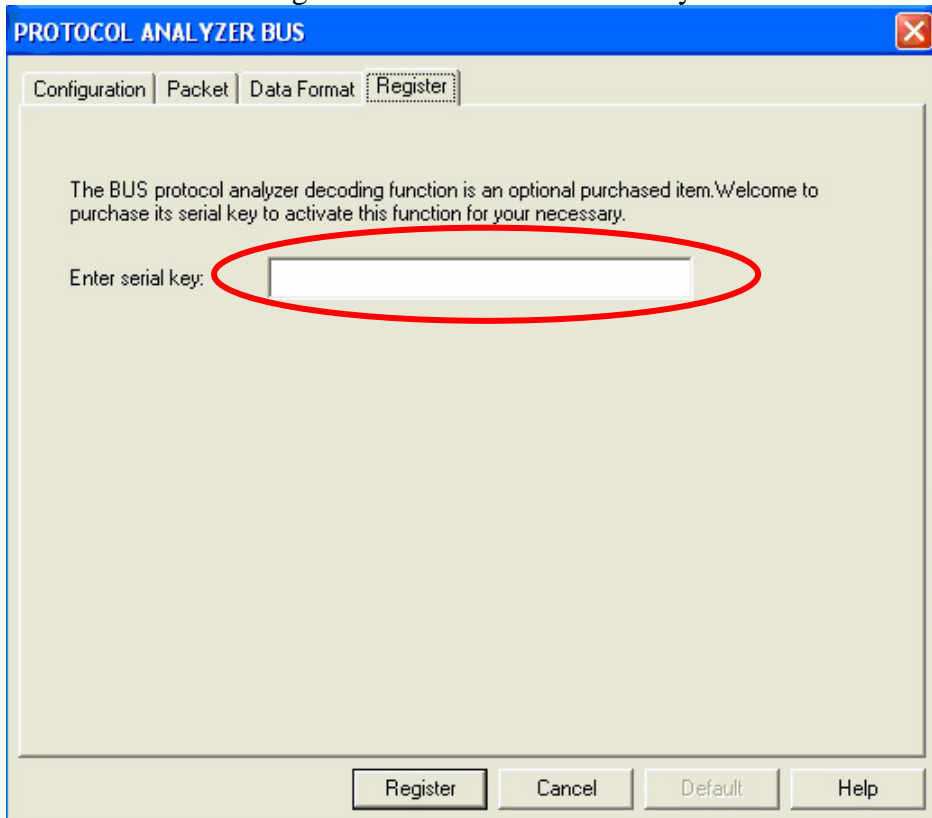 PROTOCOL ANALYZER BUS
Configuration Packet Data Format Register
The BUS protocol analyzer decoding function is an optional purchased item.Welcome to
purchase its serial key to activate this function for your necessary.
Enter serial key:
Register Cancel Default Help